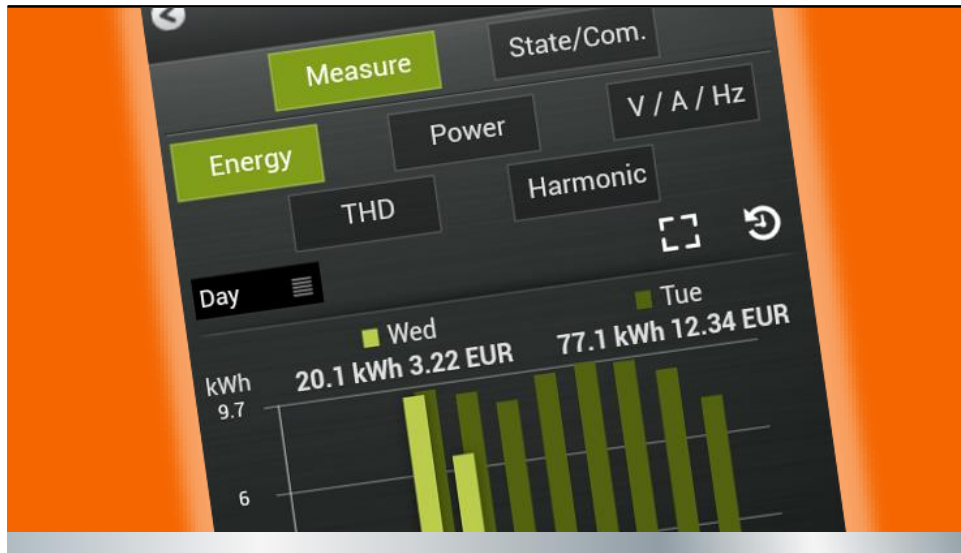 Measure State/Com.
Energy Power V / A / Hz
THD Harmonic
Day
Wed Tue
20.1 kWh 3.22 EUR 77.1 kWh 12.34 EUR
kWh
9.7
6